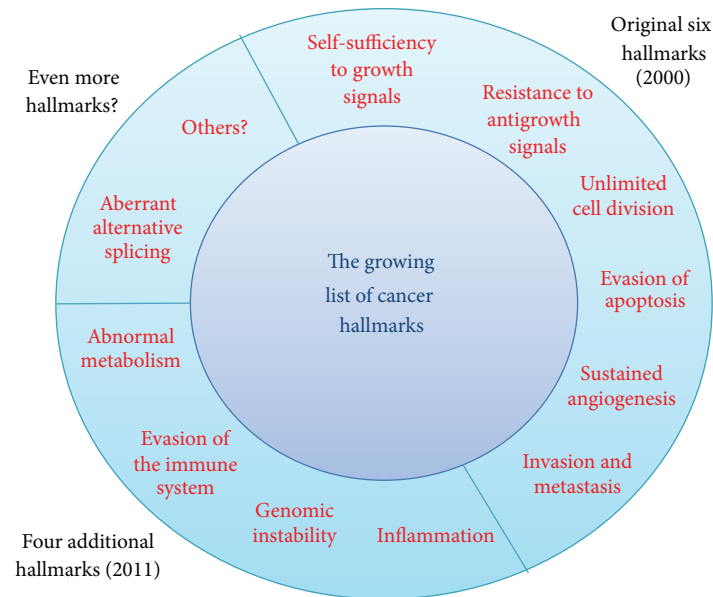 Original six
hallmarks
(2000)
Self-sufficiency
to growth
signals
Resistance to
antigrowth
signals
Unlimited
cell division
Evasion of
apoptosis
Sustained
angiogenesis
Invasion and
metastasis
Four additional
hallmarks (2011)
Inflammation
Genomic
instability
Evasion of
the immune
system
Abnormal
metabolism
Even more
hallmarks?
Aberrant
alternative
splicing
Others?
The growing
list of cancer
hallmarks